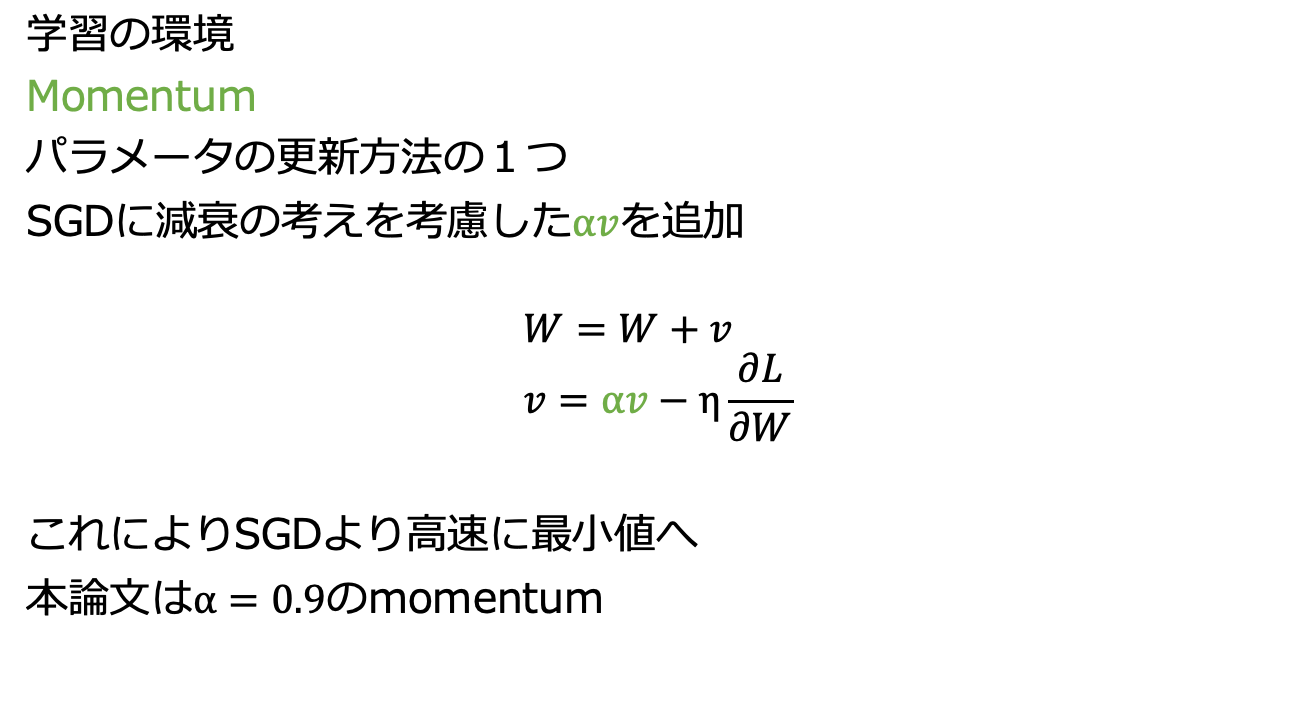 学習の環境
Momentum
パラメータの更新方法の１つ
SGDに減衰の考えを考慮したαvを追加
W = W + v
v = αv − η ∂L/∂W
これによりSGDより高速に最小値へ
本論文はα = 0.9のmomentum